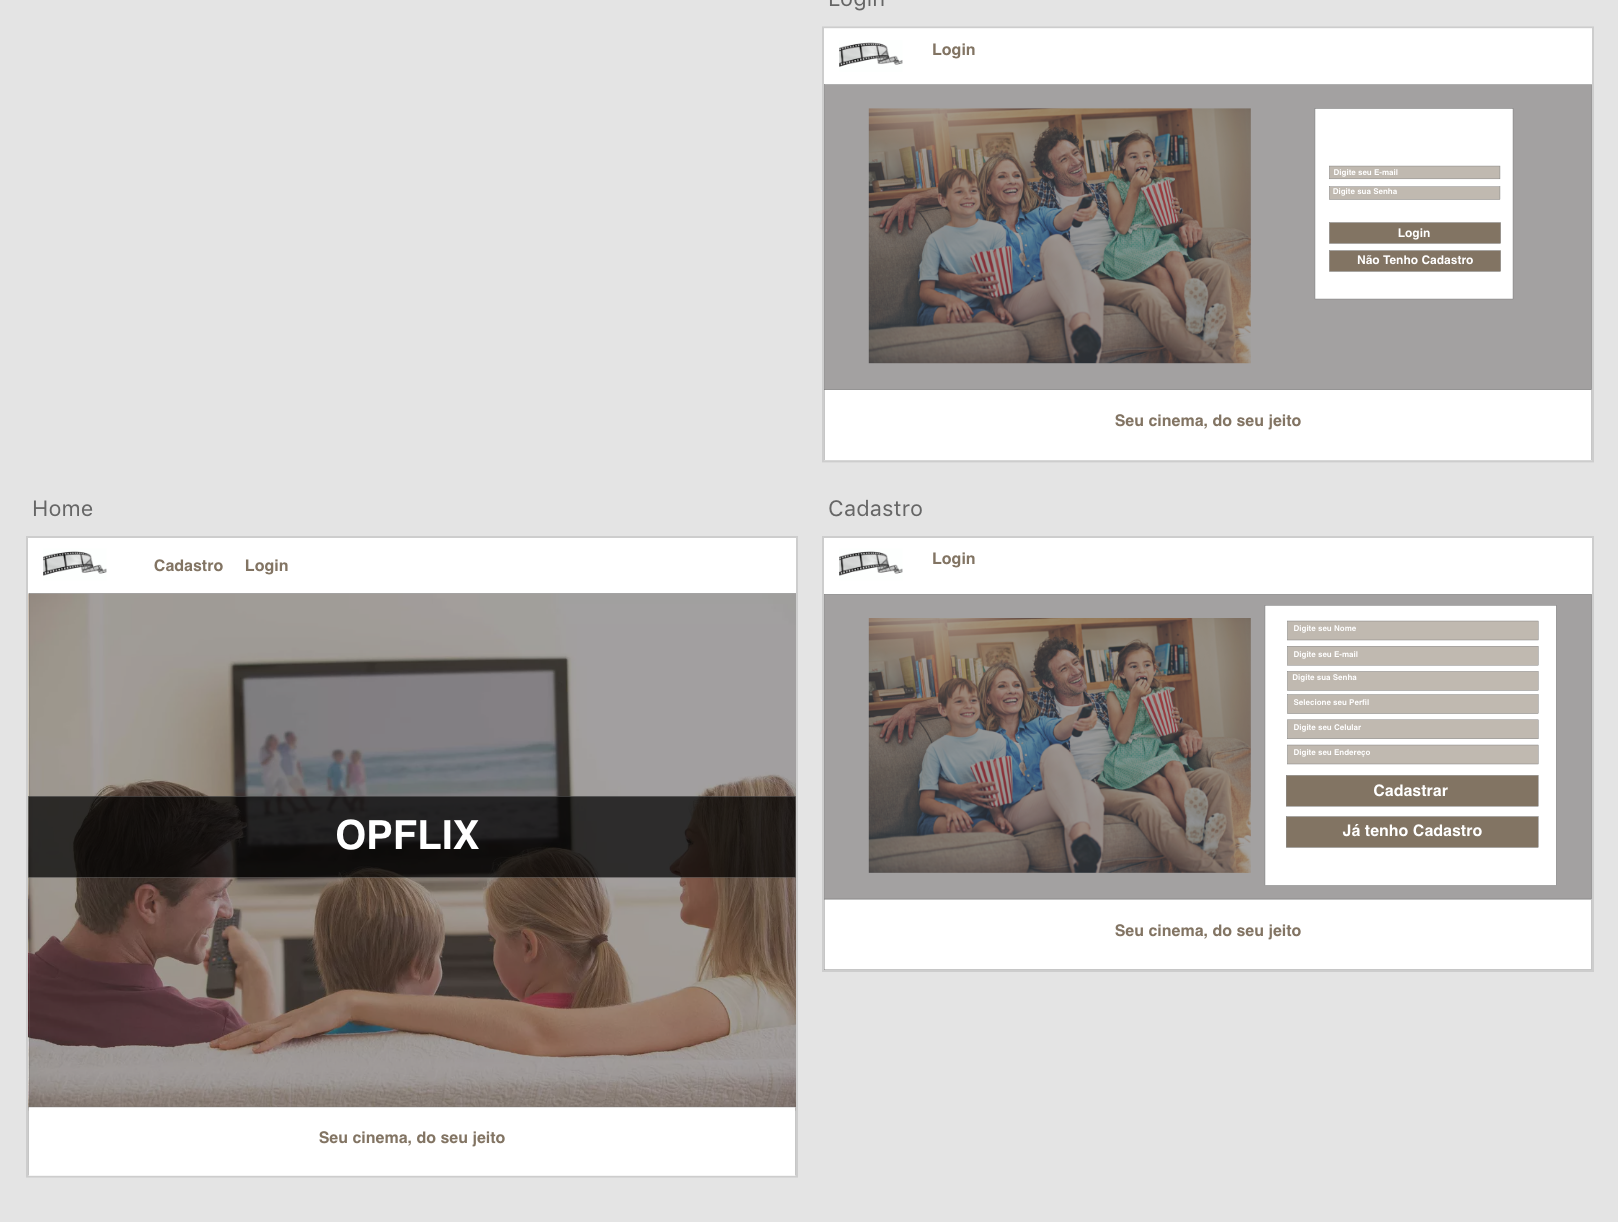 Login
Login
Digite seu E-mail
Digite sua Senha
Login
Não Tenho Cadastro
Seu cinema, do seu jeito
Home
Cadastro Login
OPFLIX
Seu cinema, do seu jeito
Cadastro
Login
Digite seu Nome
Digite seu E-mail
Digite sua Senha
Selecione seu Perfil
Digite seu Celular
Digite seu Endereço
Cadastrar
Já tenho Cadastro
Seu cinema, do seu jeito